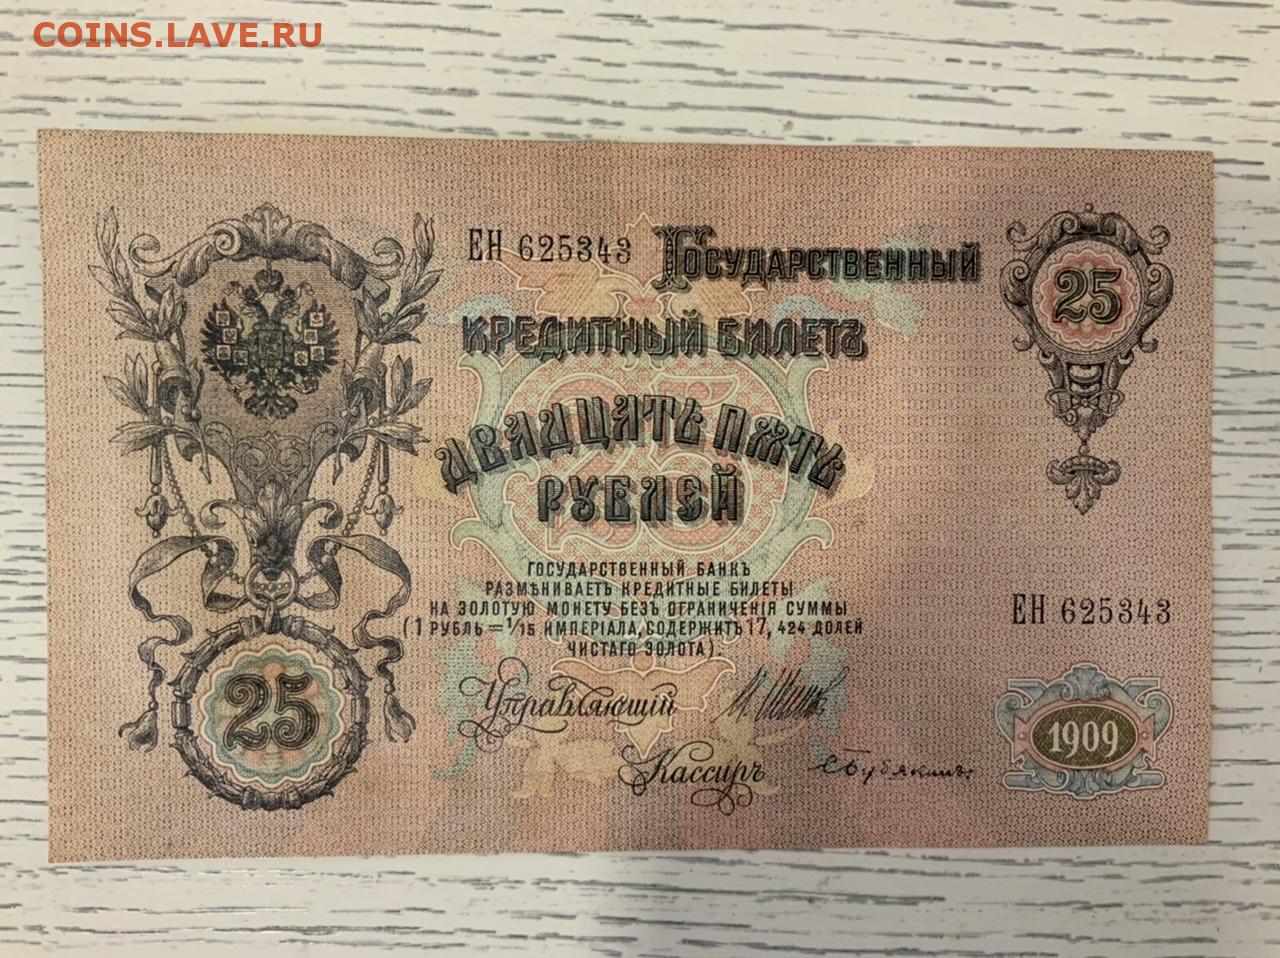 COINS.LAVE.RU
ЕН 625343
ГОСУДАРСТВЕННЫЙ
КРЕДИТНЫЙ БИЛЕТЪ
ДВАДЦАТЬ ПЯТЬ
РУБЛЕЙ
25
ГОСУДАРСТВЕННЫЙ БАНКЪ
РАЗМѢНИВАЕТЪ КРЕДИТНЫЕ БИЛЕТЫ
НА ЗОЛОТУЮ МОНЕТУ БЕЗЪ ОГРАНИЧЕНІЯ СУММЫ
(1 РУБЛЬ = 1/15 ИМПЕРІАЛА, СОДЕРЖИТЪ 17, 424 ДОЛЕЙ
ЧИСТАГО ЗОЛОТА).
Управляющій
Кассиръ
25
25
ЕН 625343
1909